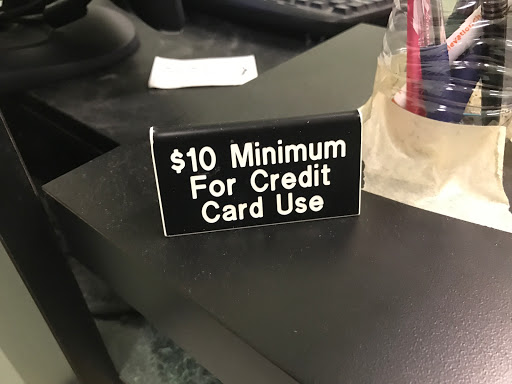 $10 Minimum
For Credit
Card Use